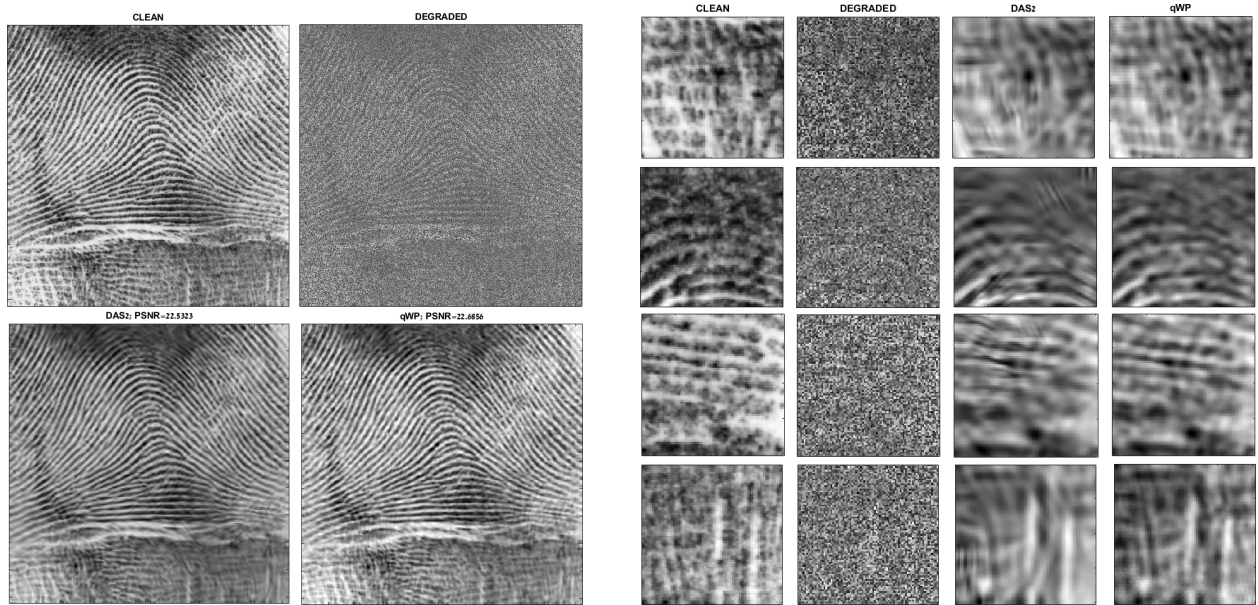 CLEAN
DEGRADED
DAS2; PSNR=22.5323
qWP; PSNR=22.6856
CLEAN
DEGRADED
DAS2
qWP